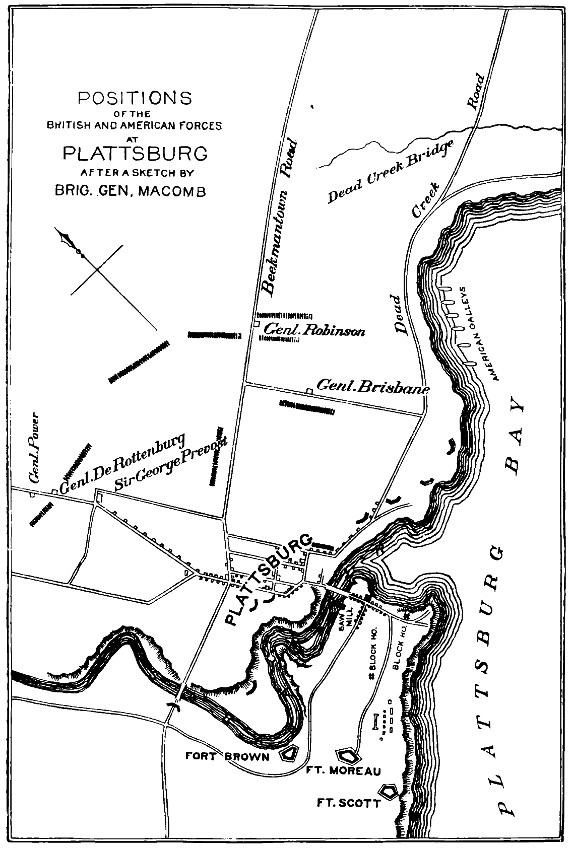 POSITIONS
OF THE
BRITISH AND AMERICAN FORCES
AT
PLATTSBURG
AFTER A SKETCH BY
BRIG. GEN, MACOMB
Beekmantown Road
Dead Creek Bridge
Dead Creek Road
AMERICAN GALLEYS
Genl. Robinson
Genl. Brisbane
Genl. Power
Genl. De Rottenburg
Sir George Prevost
PLATTSBURG
PLATTSBURG BAY
SAW MILL
BLOCK HO.
BLOCK HO.
FORT BROWN
FT. MOREAU
FT. SCOTT